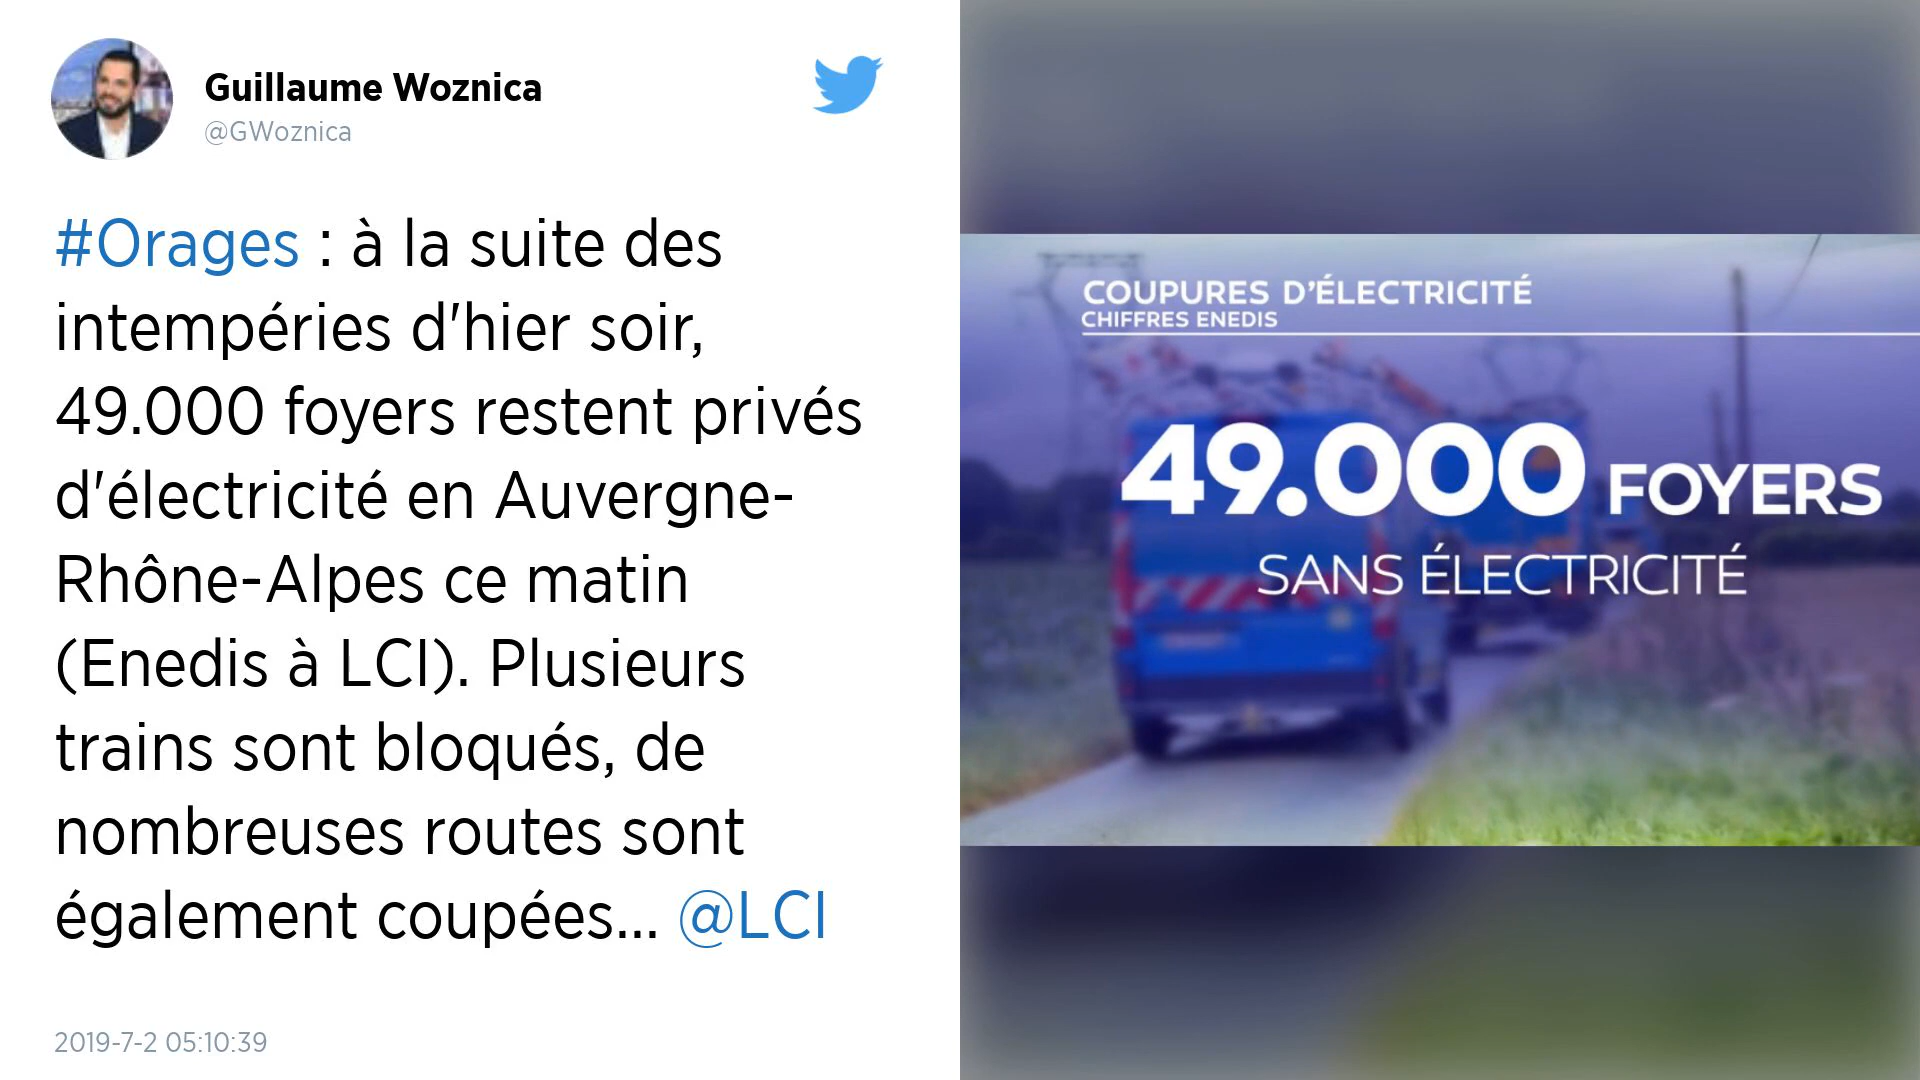 Guillaume Woznica
@GWoznica
#Orages : à la suite des
intempéries d'hier soir,
49.000 foyers restent privés
d'électricité en Auvergne-
Rhône-Alpes ce matin
(Enedis à LCI). Plusieurs
trains sont bloqués, de
nombreuses routes sont
également coupées... @LCI
2019-7-2 05:10:39
COUPURES D'ÉLECTRICITÉ
CHIFFRES ENEDIS
49.000 FOYERS
SANS ÉLECTRICITÉ